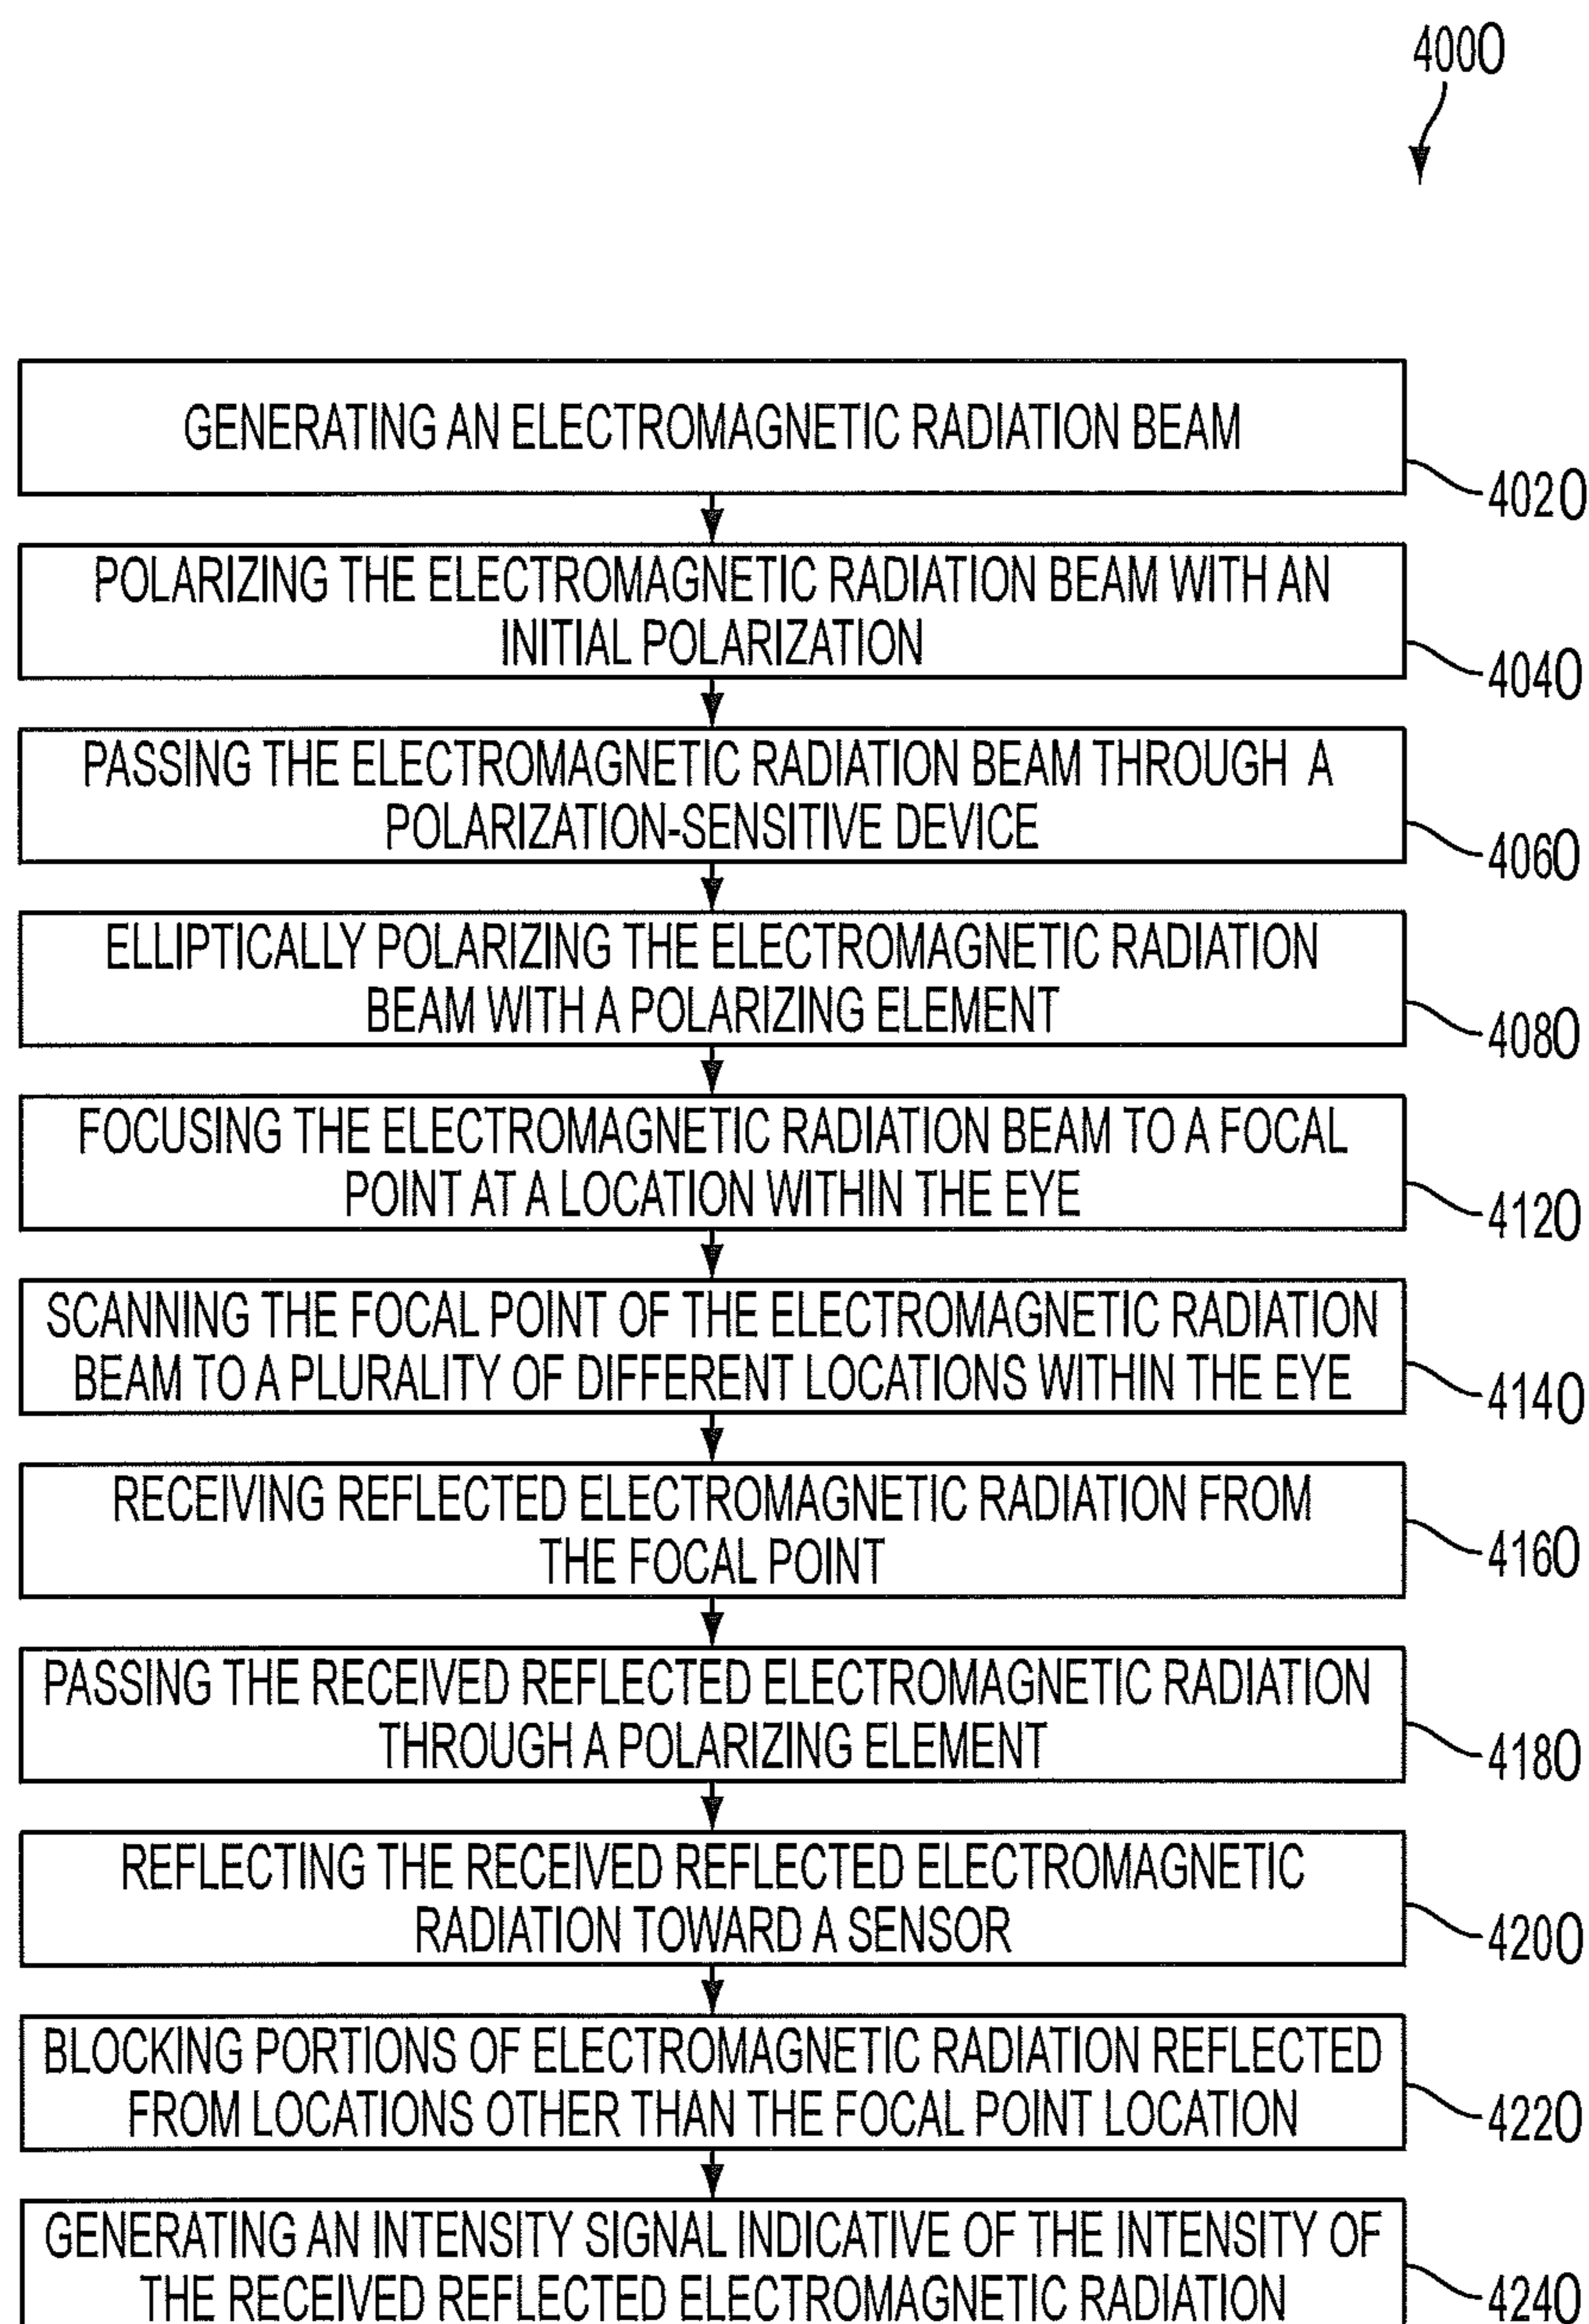 4000
GENERATING AN ELECTROMAGNETIC RADIATION BEAM
4020
POLARIZING THE ELECTROMAGNETIC RADIATION BEAM WITH AN
INITIAL POLARIZATION
4040
PASSING THE ELECTROMAGNETIC RADIATION BEAM THROUGH A
POLARIZATION-SENSITIVE DEVICE
4060
ELLIPTICALLY POLARIZING THE ELECTROMAGNETIC RADIATION
BEAM WITH A POLARIZING ELEMENT
4080
FOCUSING THE ELECTROMAGNETIC RADIATION BEAM TO A FOCAL
POINT AT A LOCATION WITHIN THE EYE
4120
SCANNING THE FOCAL POINT OF THE ELECTROMAGNETIC RADIATION
BEAM TO A PLURALITY OF DIFFERENT LOCATIONS WITHIN THE EYE
4140
RECEIVING REFLECTED ELECTROMAGNETIC RADIATION FROM
THE FOCAL POINT
4160
PASSING THE RECEIVED REFLECTED ELECTROMAGNETIC RADIATION
THROUGH A POLARIZING ELEMENT
4180
REFLECTING THE RECEIVED REFLECTED ELECTROMAGNETIC
RADIATION TOWARD A SENSOR
4200
BLOCKING PORTIONS OF ELECTROMAGNETIC RADIATION REFLECTED
FROM LOCATIONS OTHER THAN THE FOCAL POINT LOCATION
4220
GENERATING AN INTENSITY SIGNAL INDICATIVE OF THE INTENSITY OF
THE RECEIVED REFLECTED ELECTROMAGNETIC RADIATION
4240